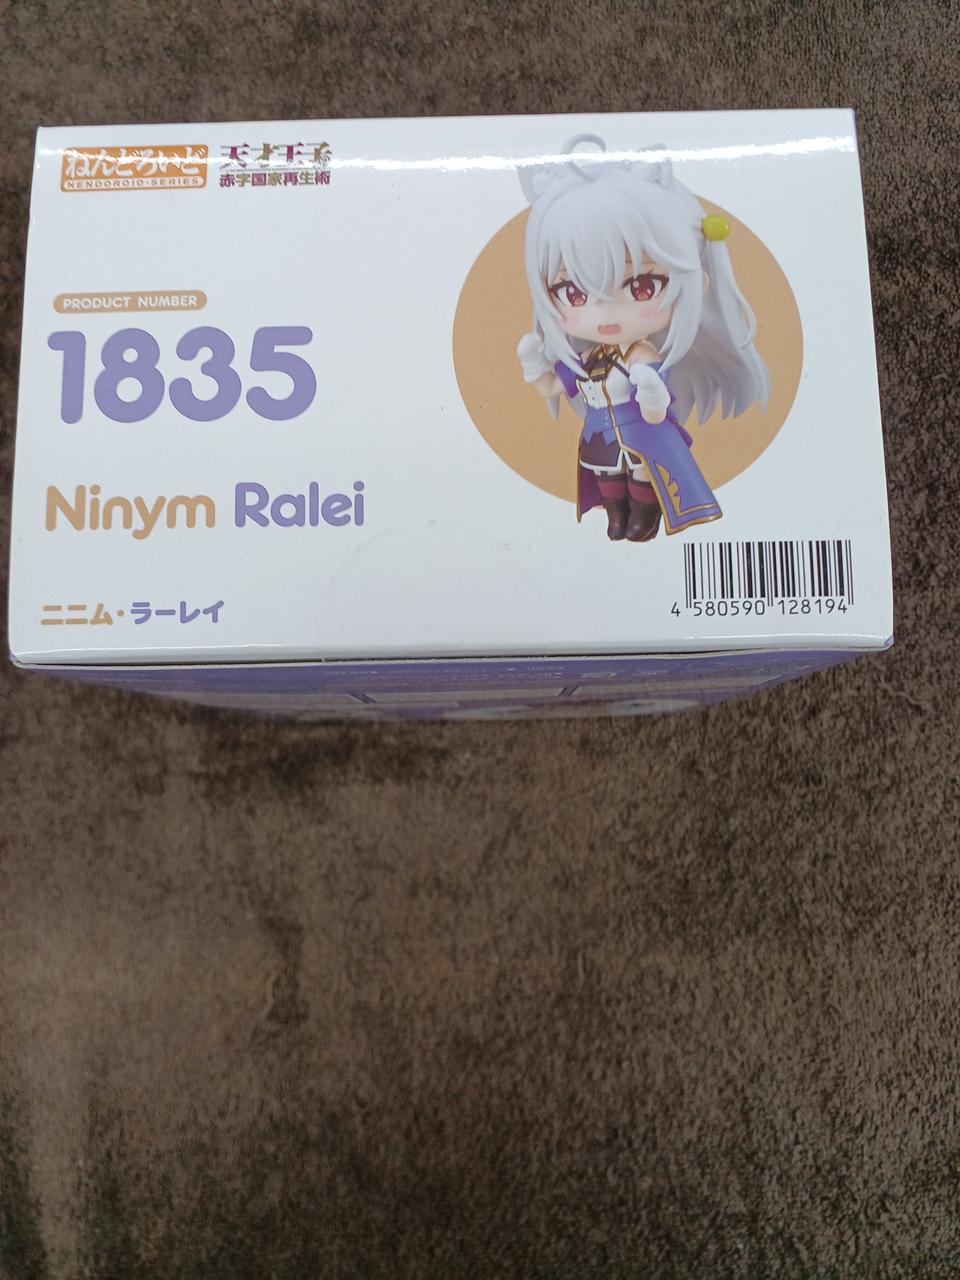 ねんどろいど
NENDOROID・SERIES
天才王子
赤字国家再生術
PRODUCT NUMBER
1835
Ninym Ralei
ニニム・ラーレイ
4 580590 128194